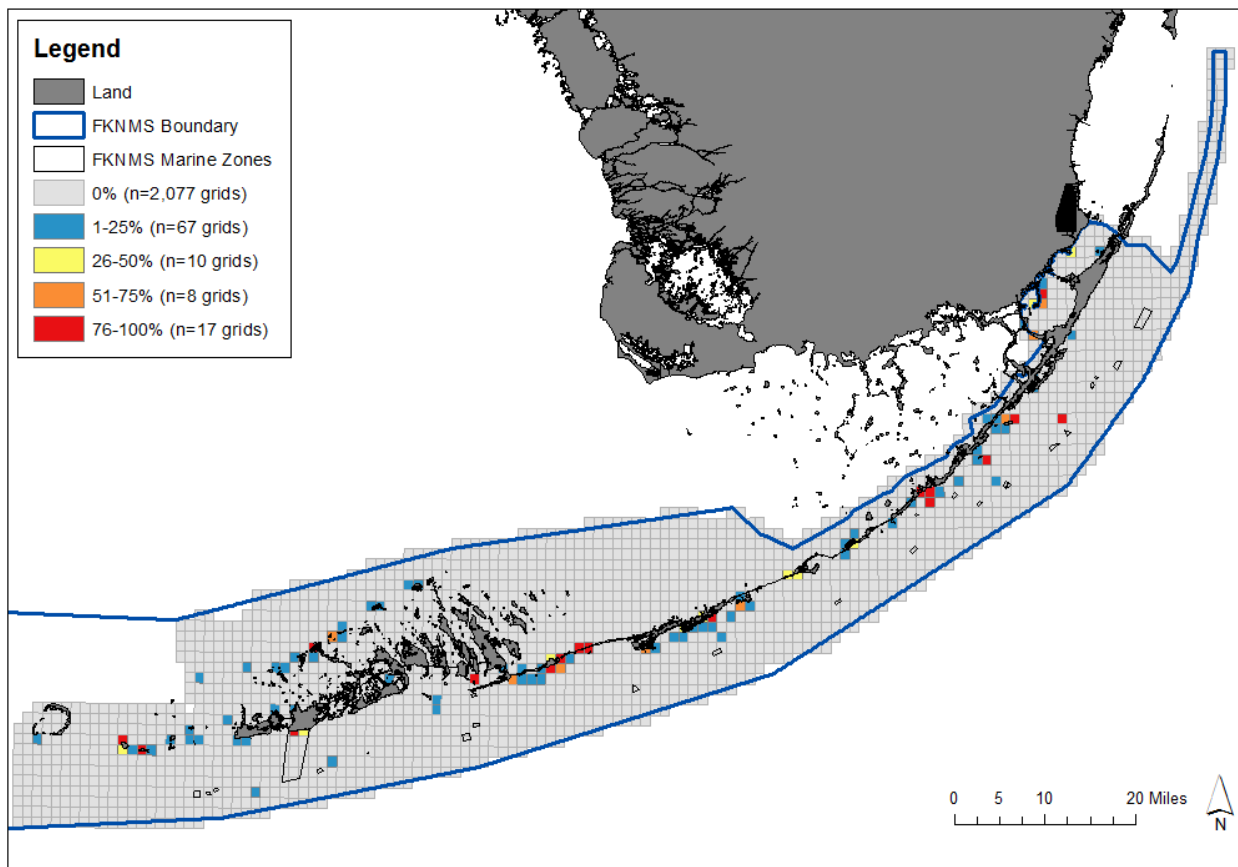 Legend
Land
FKNMS Boundary
FKNMS Marine Zones
0% (n=2,077 grids)
1-25% (n=67 grids)
26-50% (n=10 grids)
51-75% (n=8 grids)
76-100% (n=17 grids)
0 5 10 20 Miles
N